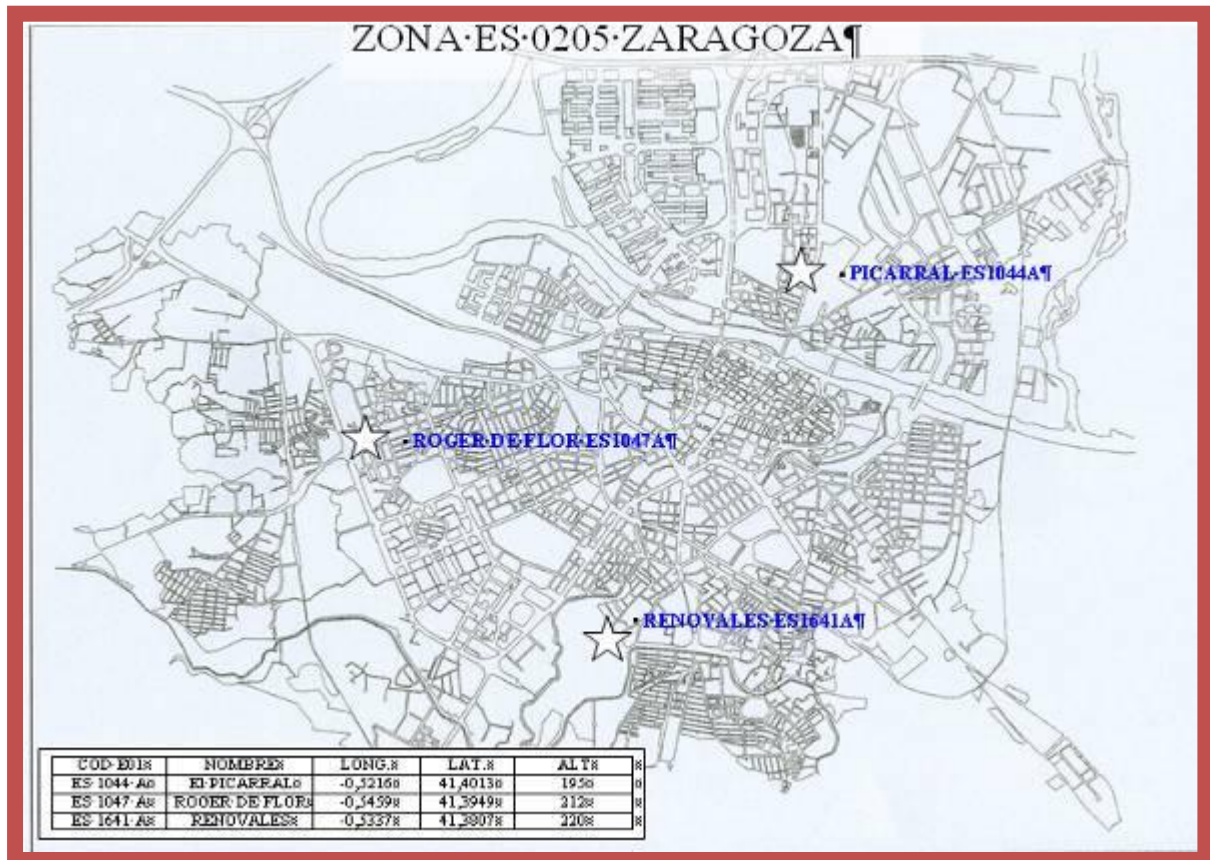 ZONA·ES·0205·ZARAGOZA¶
PICARRAL·ES1044A¶
ROGER·DE·FLOR·ES1047A¶
RENOVALES·ES1641A¶
NOMBRE¤ LONG.¤ LAT.¤ ALT¤ ¤
ES·1044·A¤ El·PICARRAL¤ -0,5216¤ 41,4013¤ 195¤ ¤
ES·1047·A¤ ROGER·DE·FLOR¤ -0,5459¤ 41,3949¤ 212¤ ¤
ES·1641·A¤ RENOVALES¤ -0,5337¤ 41,3807¤ 220¤ ¤